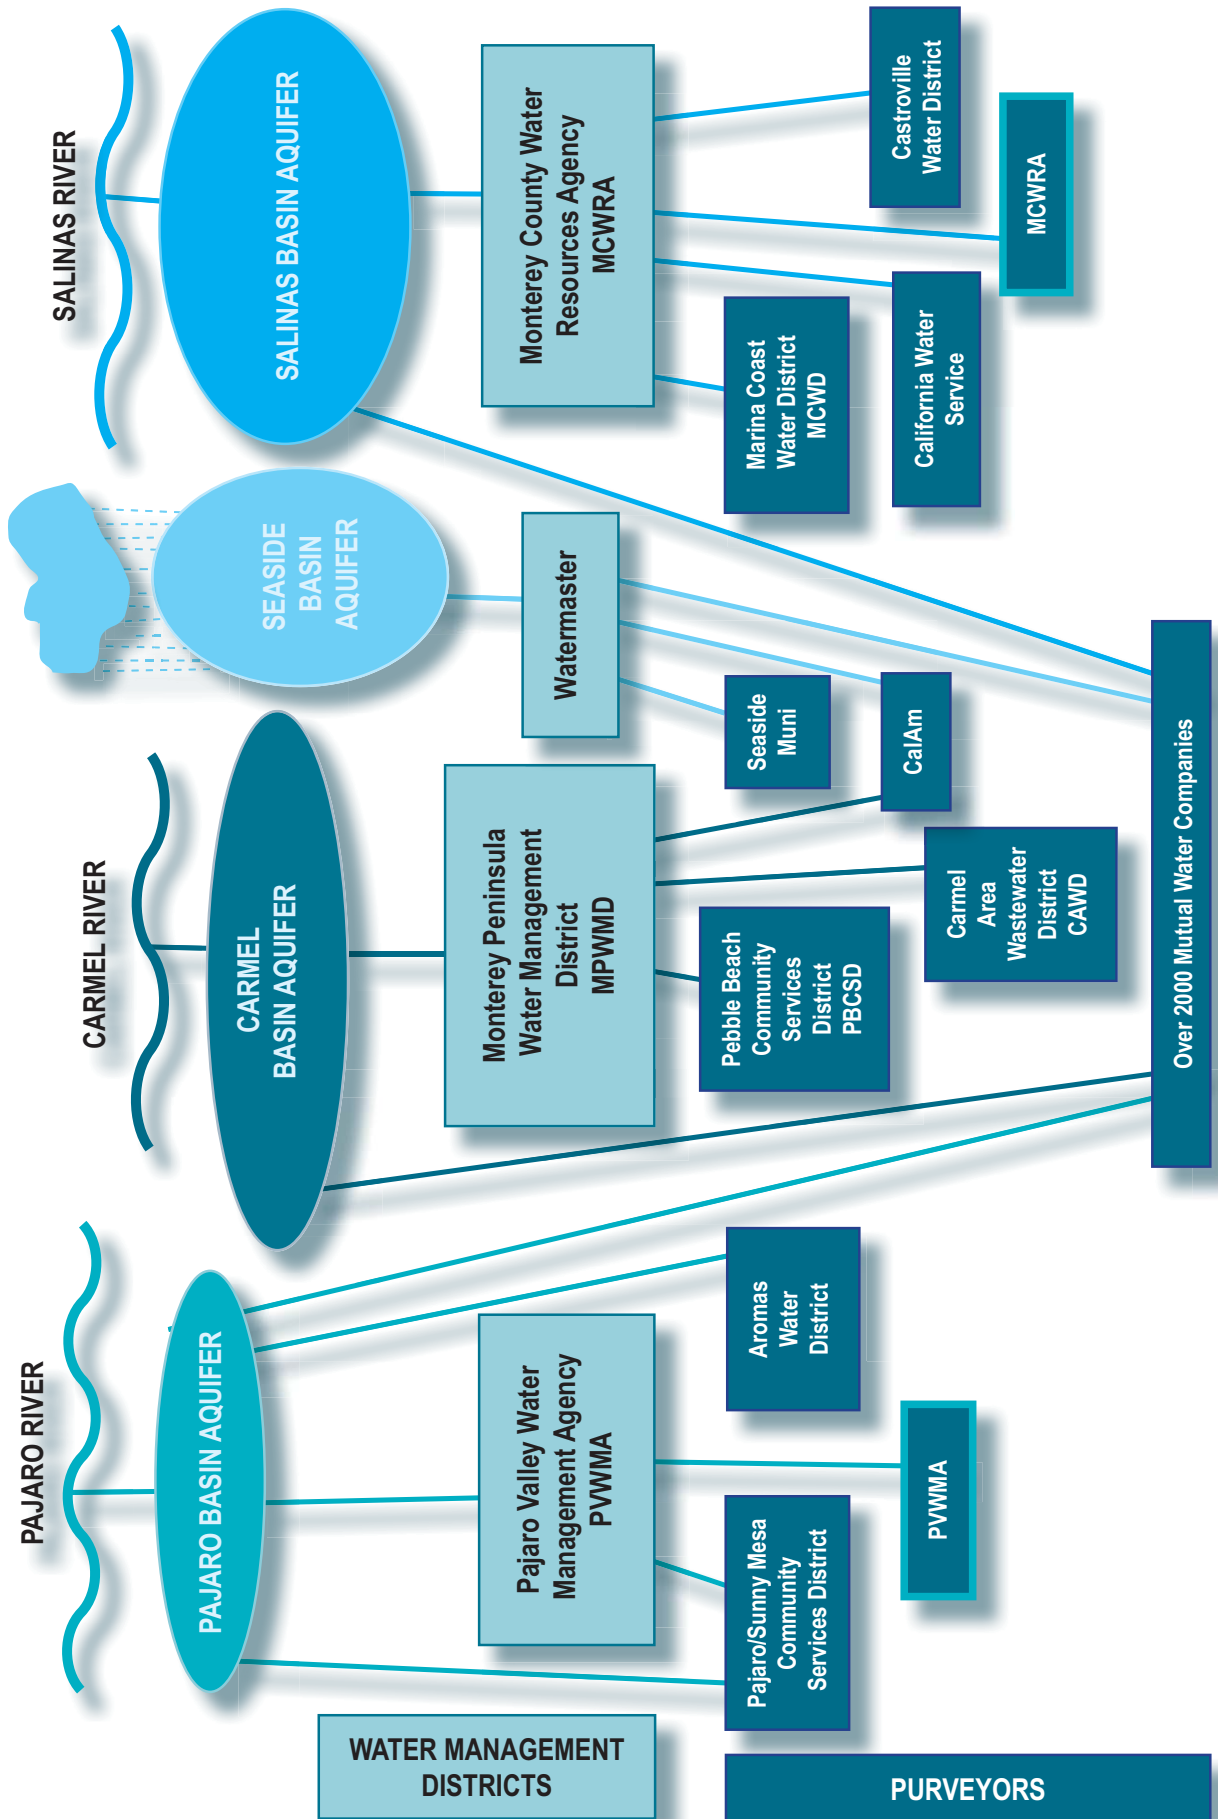 PAJARO RIVER
CARMEL RIVER
SALINAS RIVER
PAJARO BASIN AQUIFER
CARMEL
BASIN AQUIFER
SEASIDE
BASIN
AQUIFER
SALINAS BASIN AQUIFER
WATER MANAGEMENT
DISTRICTS
Pajaro Valley Water
Management Agency
PVWMA
Monterey Peninsula
Water Management
District
MPWMD
Watermaster
Monterey County Water
Resources Agency
MCWRA
PURVEYORS
Pajaro/Sunny Mesa
Community
Services District
PVWMA
Aromas
Water
District
Pebble Beach
Community
Services
District
PBCSD
Carmel
Area
Wastewater
District
CAWD
CalAm
Seaside
Muni
Marina Coast
Water District
MCWD
California Water
Service
MCWRA
Castroville
Water District
Over 2000 Mutual Water Companies